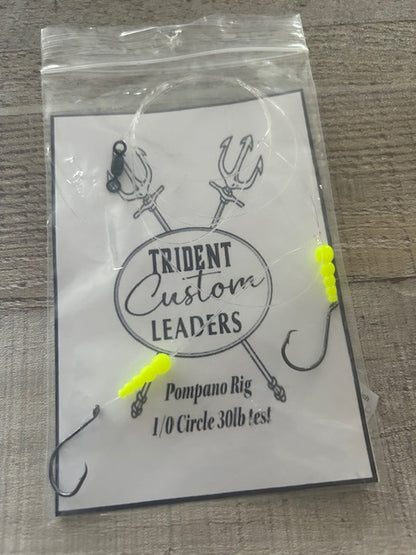 TRIDENT
Custom
LEADERS
Pompano Rig
1/0 Circle 30lb test